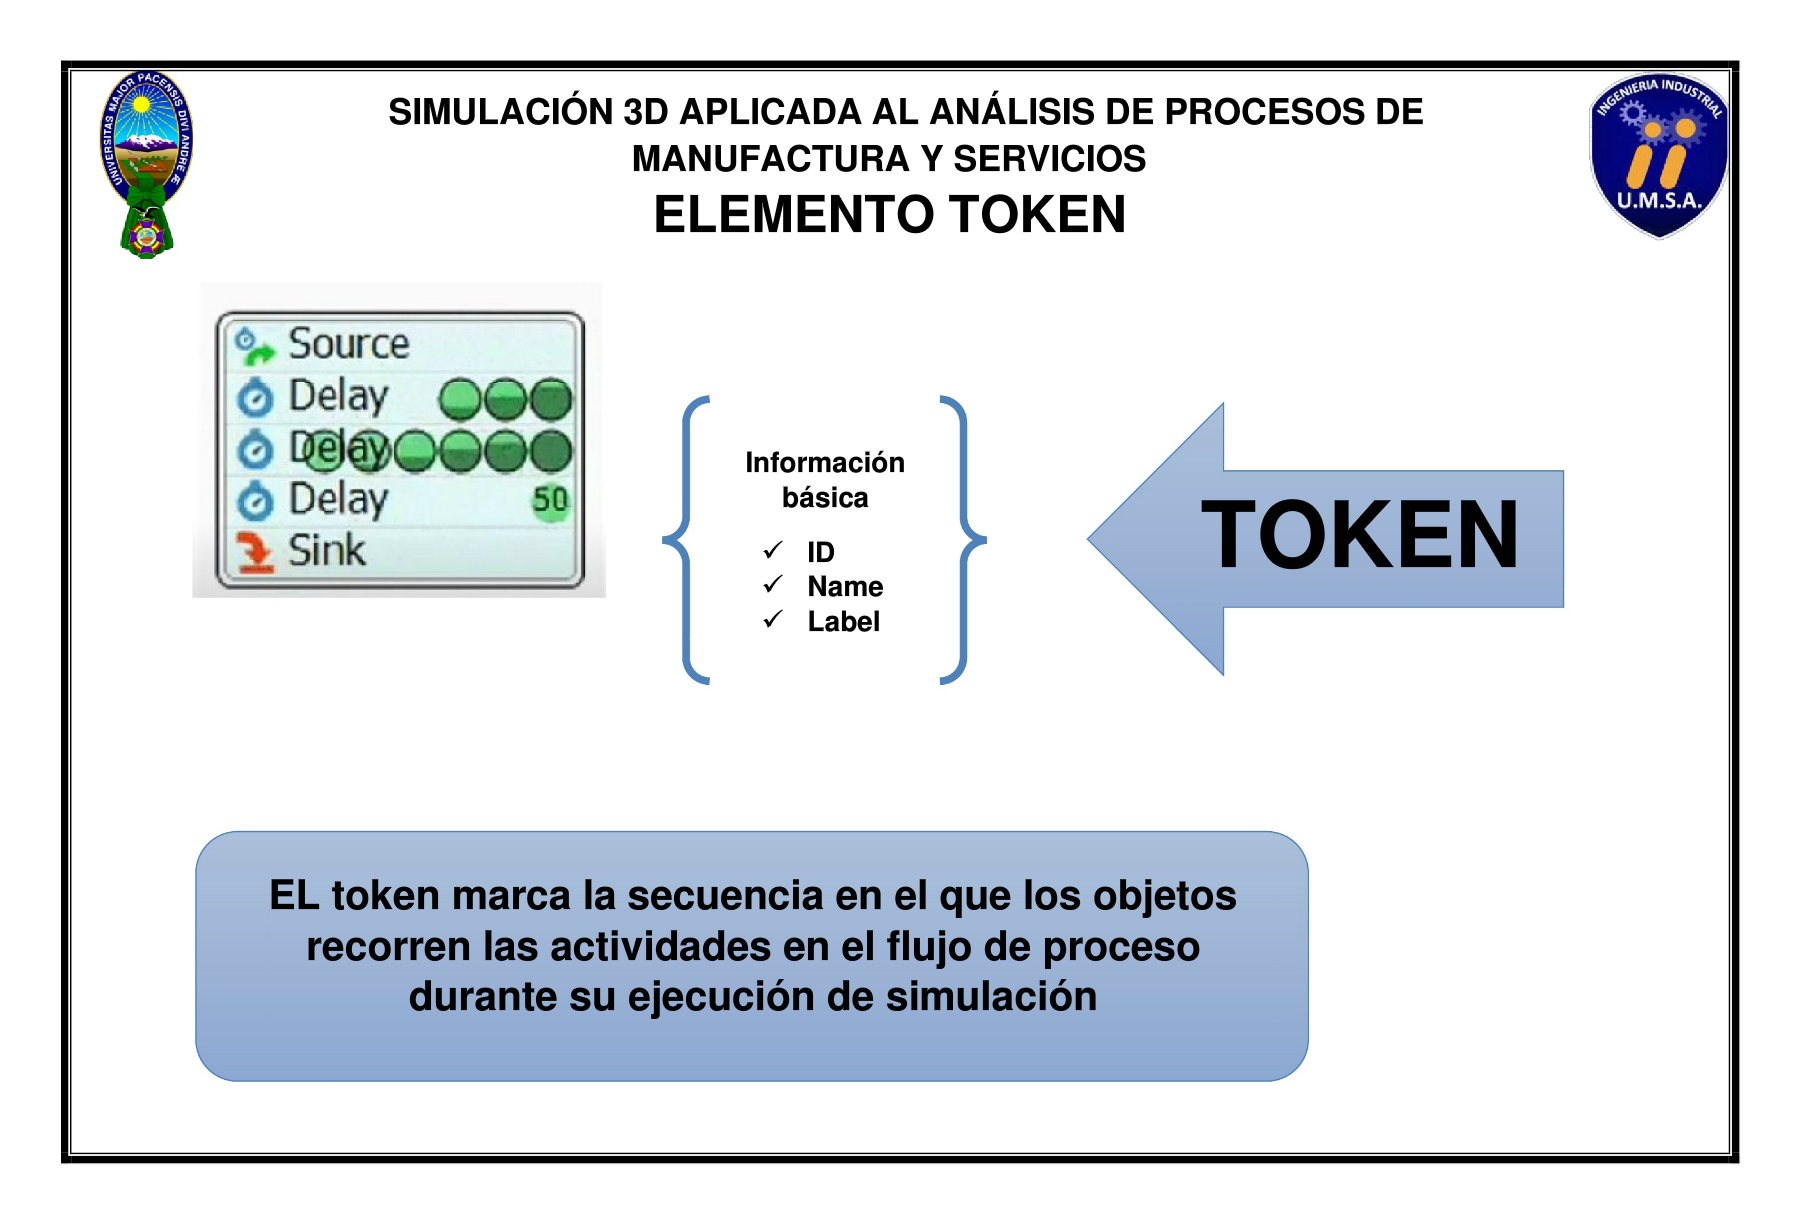 UNIVERSITAS MAJOR PACENSIS DIVI ANDRE Æ
INGENIERIA INDUSTRIAL
U.M.S.A.
SIMULACIÓN 3D APLICADA AL ANÁLISIS DE PROCESOS DE
MANUFACTURA Y SERVICIOS
ELEMENTO TOKEN
Source
Delay
Delay
Delay 50
Sink
Información
básica
✓ ID
✓ Name
✓ Label
TOKEN
EL token marca la secuencia en el que los objetos
recorren las actividades en el flujo de proceso
durante su ejecución de simulación